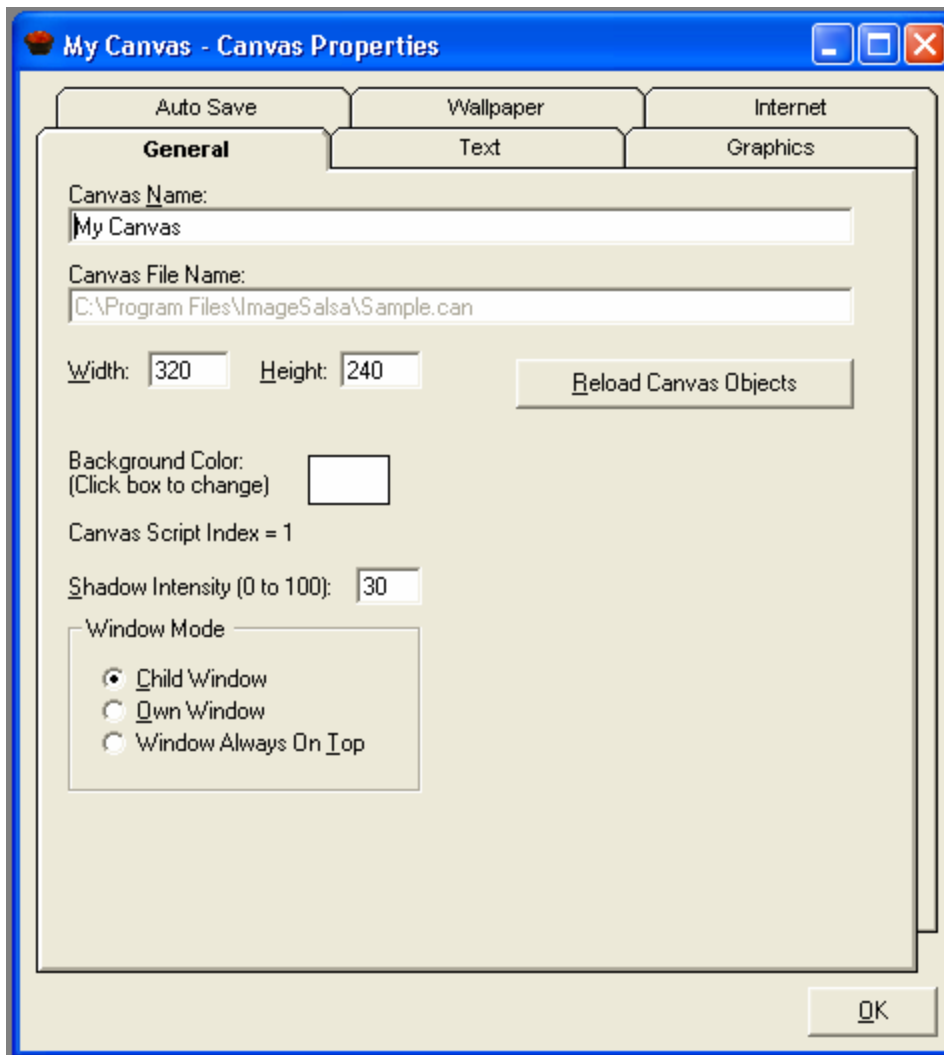 My Canvas - Canvas Properties
Auto Save Wallpaper Internet
General Text Graphics
Canvas Name:
My Canvas
Canvas File Name:
C:\Program Files\ImageSalsa\Sample.can
Width: 320 Height: 240 Reload Canvas Objects
Background Color:
(Click box to change)
Canvas Script Index = 1
Shadow Intensity (0 to 100): 30
Window Mode
Child Window
Own Window
Window Always On Top
OK